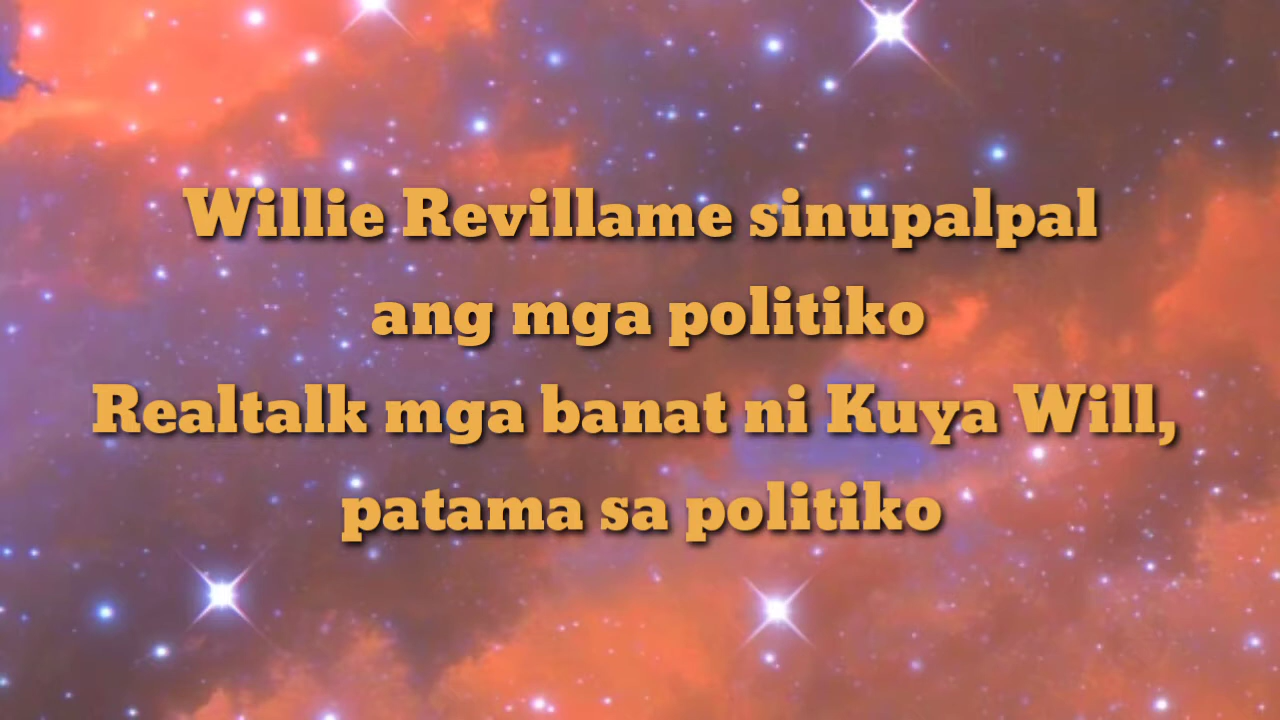 Willie Revillame sinupalpal
ang mga politiko
Realtalk mga banat ni Kuya Will,
patama sa politiko